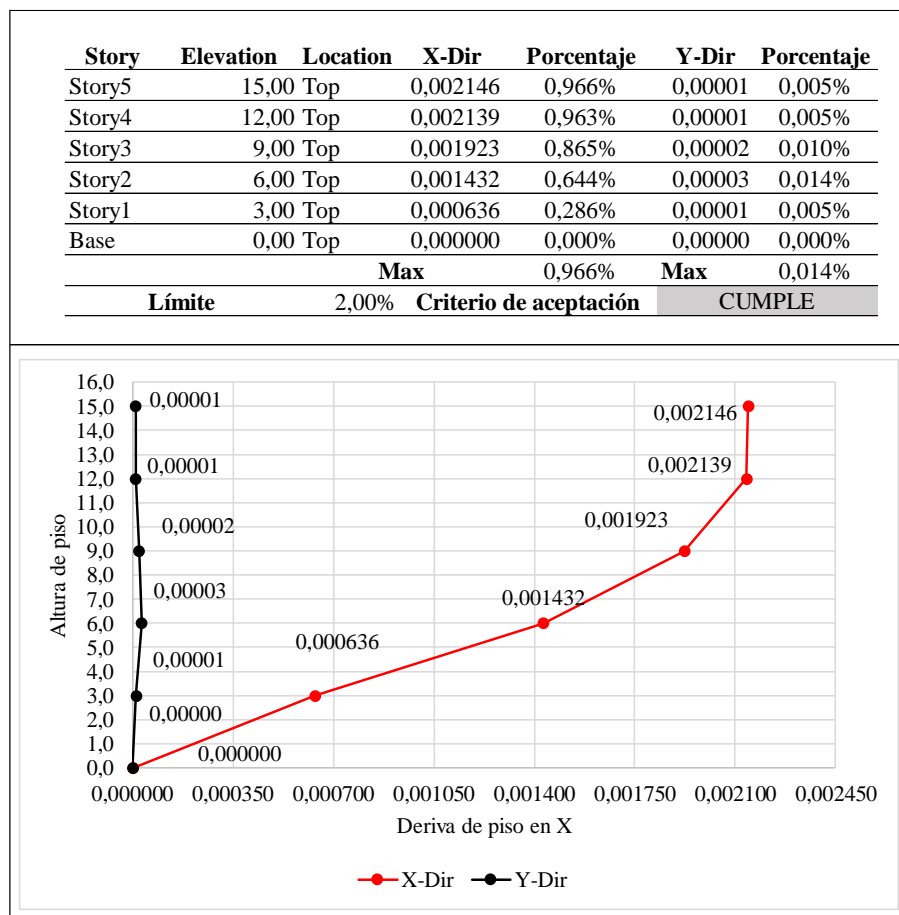 Story Elevation Location X-Dir Porcentaje Y-Dir Porcentaje
Story5 15,00 Top 0,002146 0,966% 0,00001 0,005%
Story4 12,00 Top 0,002139 0,963% 0,00001 0,005%
Story3 9,00 Top 0,001923 0,865% 0,00002 0,010%
Story2 6,00 Top 0,001432 0,644% 0,00003 0,014%
Story1 3,00 Top 0,000636 0,286% 0,00001 0,005%
Base 0,00 Top 0,000000 0,000% 0,00000 0,000%
Max 0,966% Max 0,014%
Límite 2,00% Criterio de aceptación CUMPLE
Altura de piso
16,0
15,0
14,0
13,0
12,0
11,0
10,0
9,0
8,0
7,0
6,0
5,0
4,0
3,0
2,0
1,0
0,0
0,00001
0,002146
0,00001
0,002139
0,00002
0,001923
0,00003
0,001432
0,00001
0,000636
0,00000
0,000000
0,000000 0,000350 0,000700 0,001050 0,001400 0,001750 0,002100 0,002450
Deriva de piso en X
X-Dir Y-Dir